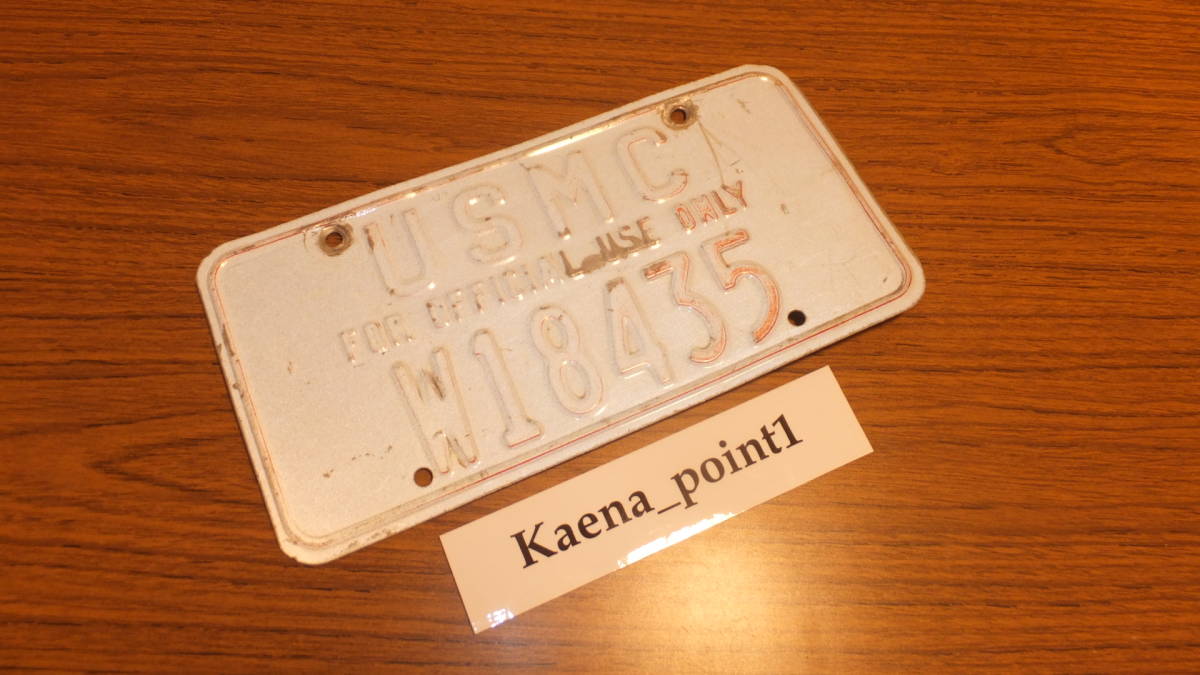 USMC
FOR OFFICIAL USE ONLY
W18435
Kaena_point1